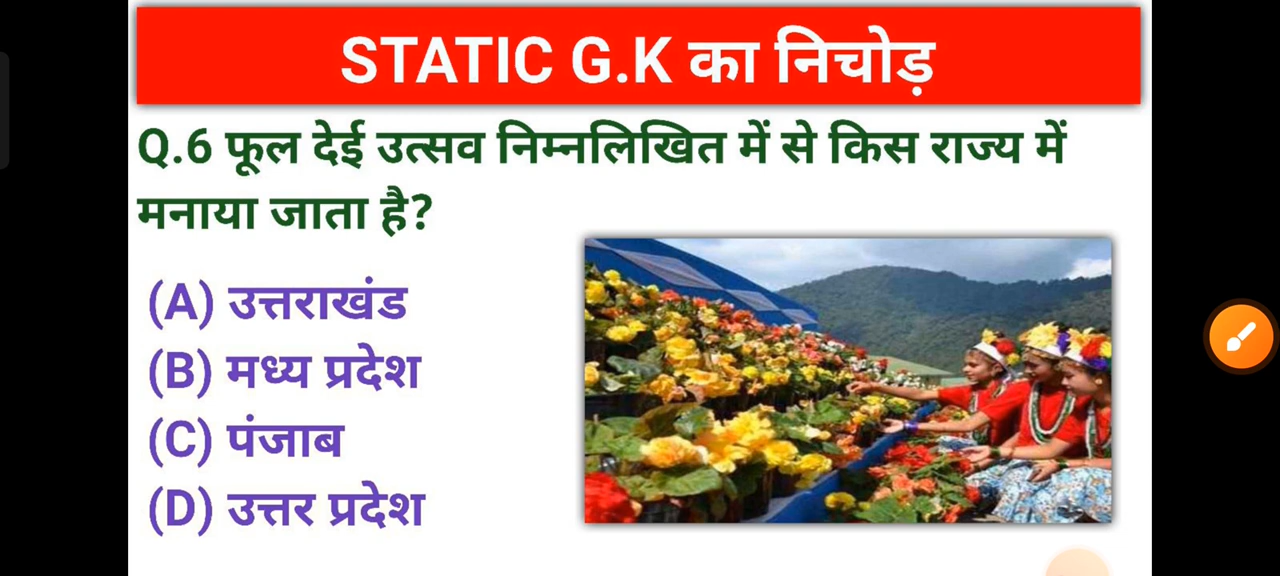 STATIC G.K का निचोड़
Q.6 फूल देई उत्सव निम्नलिखित में से किस राज्य में
मनाया जाता है?
(A) उत्तराखंड
(B) मध्य प्रदेश
(C) पंजाब
(D) उत्तर प्रदेश